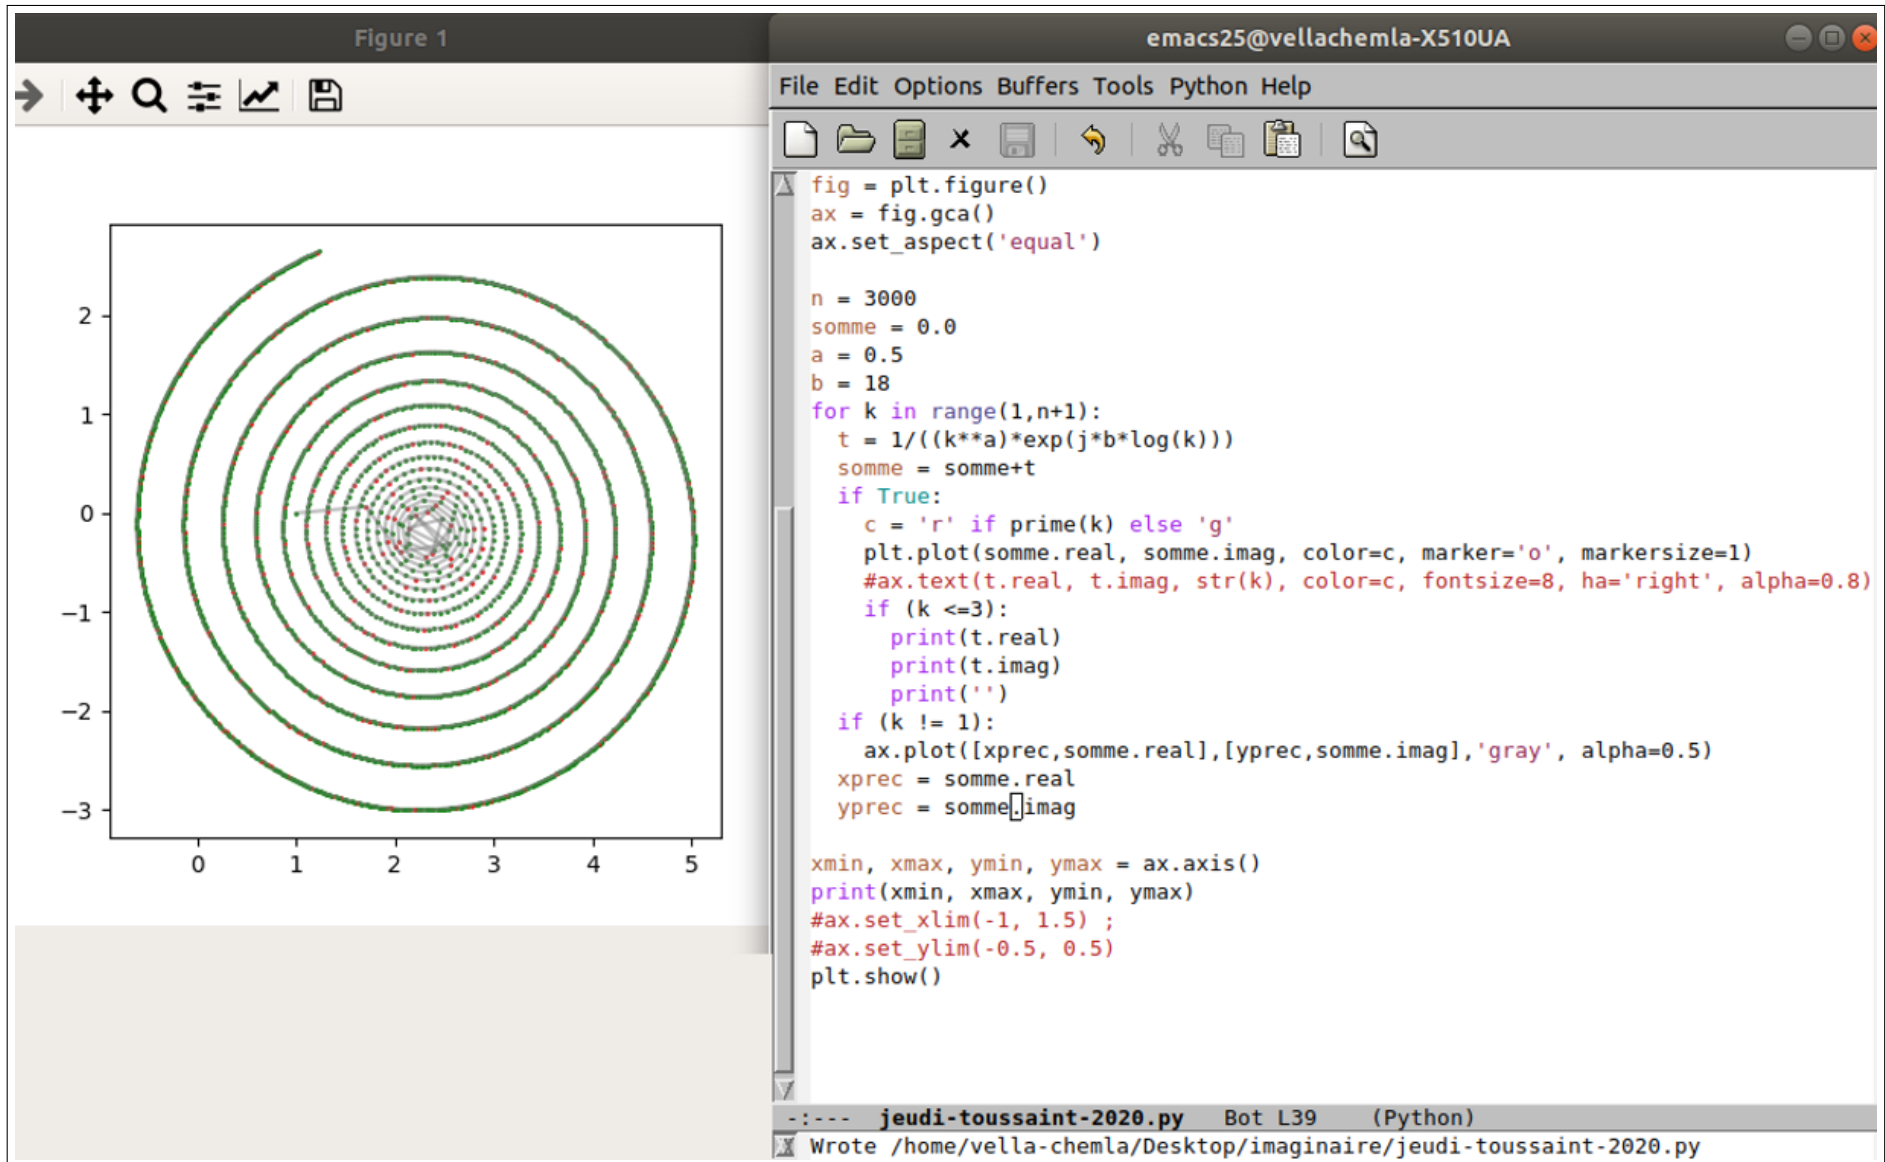 Figure 1
emacs25@vellachemla-X510UA
File Edit Options Buffers Tools Python Help
2
1
0
−1
−2
−3
0 1 2 3 4 5
fig = plt.figure()
ax = fig.gca()
ax.set_aspect('equal')
n = 3000
somme = 0.0
a = 0.5
b = 18
for k in range(1,n+1):
  t = 1/((k**a)*exp(j*b*log(k)))
  somme = somme+t
  if True:
    c = 'r' if prime(k) else 'g'
    plt.plot(somme.real, somme.imag, color=c, marker='o', markersize=1)
    #ax.text(t.real, t.imag, str(k), color=c, fontsize=8, ha='right', alpha=0.8)
    if (k <=3):
      print(t.real)
      print(t.imag)
      print('')
  if (k != 1):
    ax.plot([xprec,somme.real],[yprec,somme.imag],'gray', alpha=0.5)
  xprec = somme.real
  yprec = somme.imag
xmin, xmax, ymin, ymax = ax.axis()
print(xmin, xmax, ymin, ymax)
#ax.set_xlim(-1, 1.5) ;
#ax.set_ylim(-0.5, 0.5)
plt.show()
-:--- jeudi-toussaint-2020.py Bot L39 (Python)
Wrote /home/vella-chemla/Desktop/imaginaire/jeudi-toussaint-2020.py